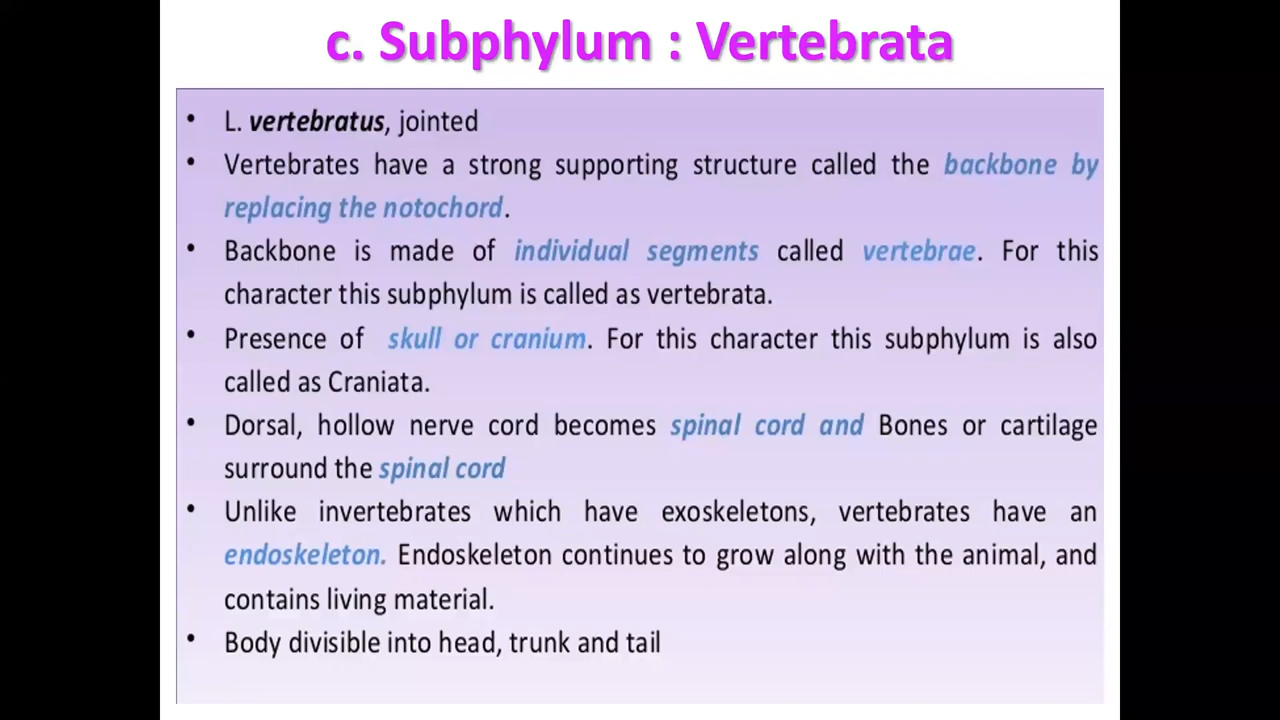 c. Subphylum : Vertebrata
• L. vertebratus, jointed
• Vertebrates have a strong supporting structure called the backbone by
replacing the notochord.
• Backbone is made of individual segments called vertebrae. For this
character this subphylum is called as vertebrata.
• Presence of skull or cranium. For this character this subphylum is also
called as Craniata.
• Dorsal, hollow nerve cord becomes spinal cord and Bones or cartilage
surround the spinal cord
• Unlike invertebrates which have exoskeletons, vertebrates have an
endoskeleton. Endoskeleton continues to grow along with the animal, and
contains living material.
• Body divisible into head, trunk and tail